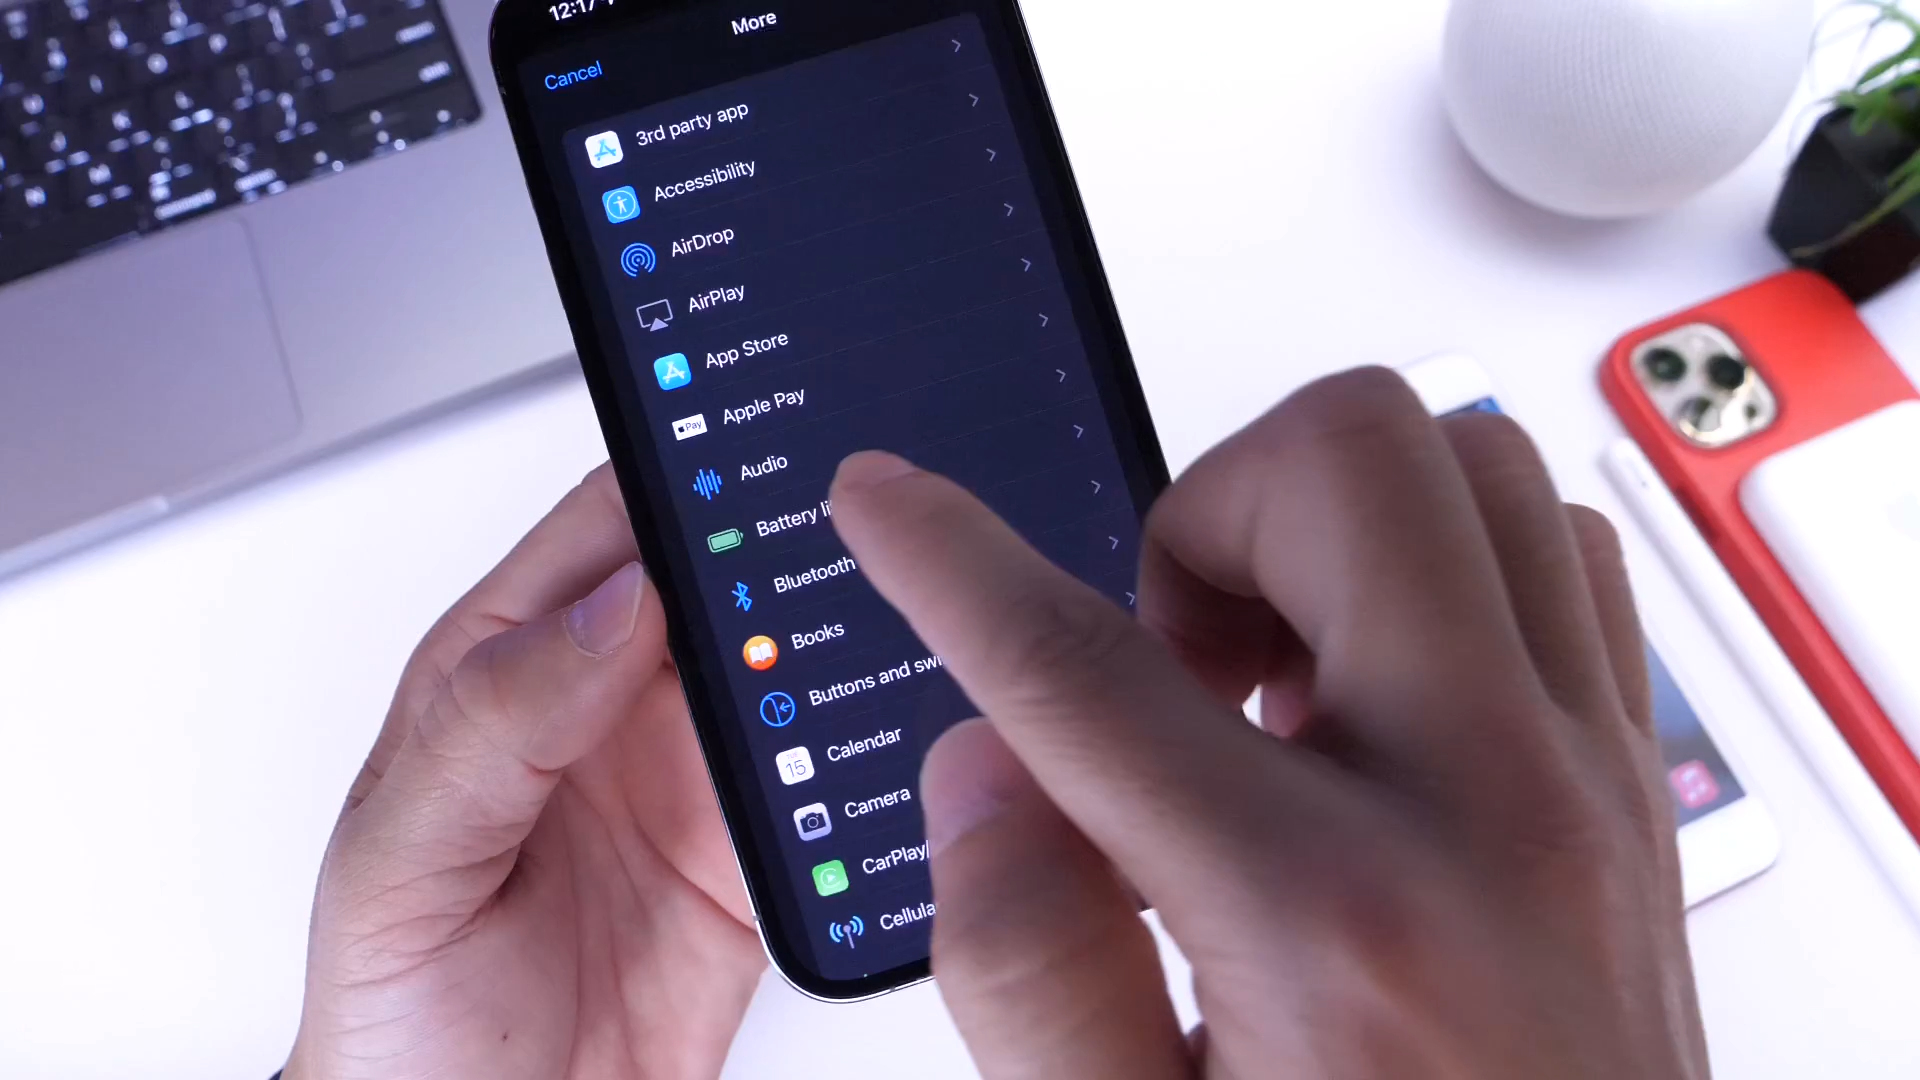 12:17
More
Cancel
3rd party app
Accessibility
AirDrop
AirPlay
App Store
Apple Pay
Pay
Audio
Battery li
Bluetooth
Books
Buttons and swi
Calendar
15
Camera
CarPlay/
Cellula